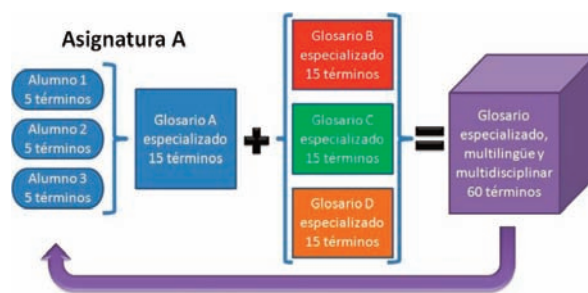 Asignatura A
Alumno 1
5 términos
Alumno 2
5 términos
Alumno 3
5 términos
Glosario A
especializado
15 términos
+
Glosario B
especializado
15 términos
Glosario C
especializado
15 términos
Glosario D
especializado
15 términos
=
Glosario
especializado,
multilingüe y
multidisciplinar
60 términos